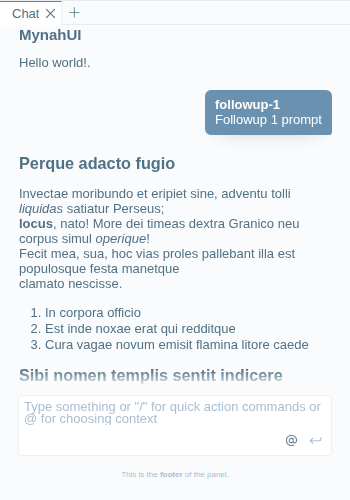 Chat
MynahUI
Hello world!.
followup-1
Followup 1 prompt
Perque adacto fugio
Invectae moribundo et eripiet sine, adventu tolli
liquidas satiatur Perseus;
locus, nato! More dei timeas dextra Granico neu
corpus simul operique!
Fecit mea, sua, hoc vias proles pallebant illa est
populosque festa manetque
clamato nescisse.
1. In corpora officio
2. Est inde noxae erat qui redditque
3. Cura vagae novum emisit flamina litore caede
Sibi nomen templis sentit indicere
Type something or "/" for quick action commands or
@ for choosing context
@
This is the footer of the panel.